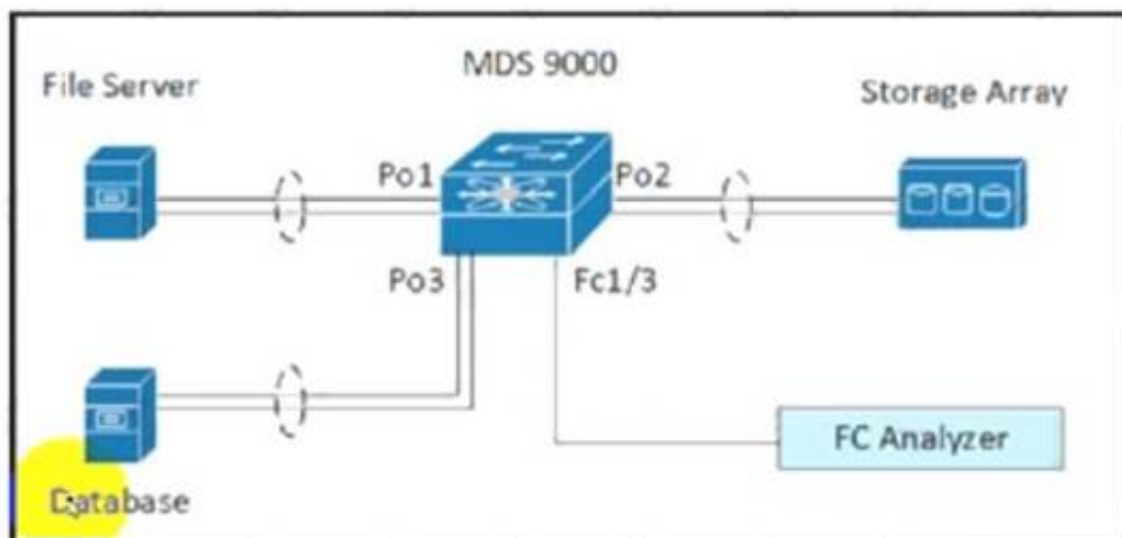 MDS 9000
File Server
Storage Array
Po1
Po2
Po3
Fc1/3
FC Analyzer
Database